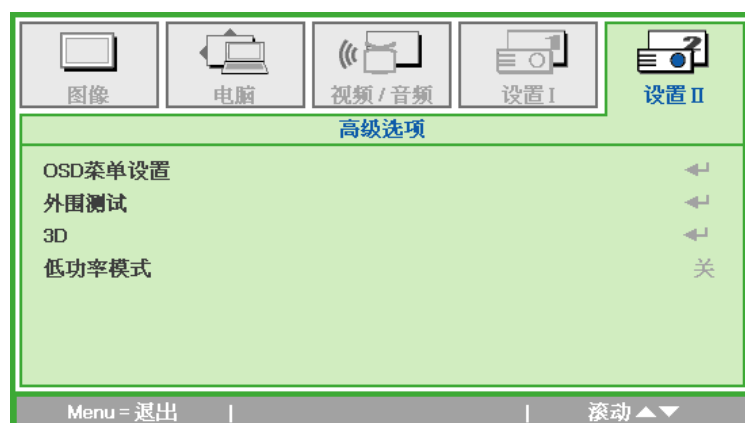 图像 电脑 视频 / 音频 设置 I 设置 II
高级选项
OSD菜单设置
外围测试
3D
低功率模式 关
Menu = 退出 | | 滚动▲▼